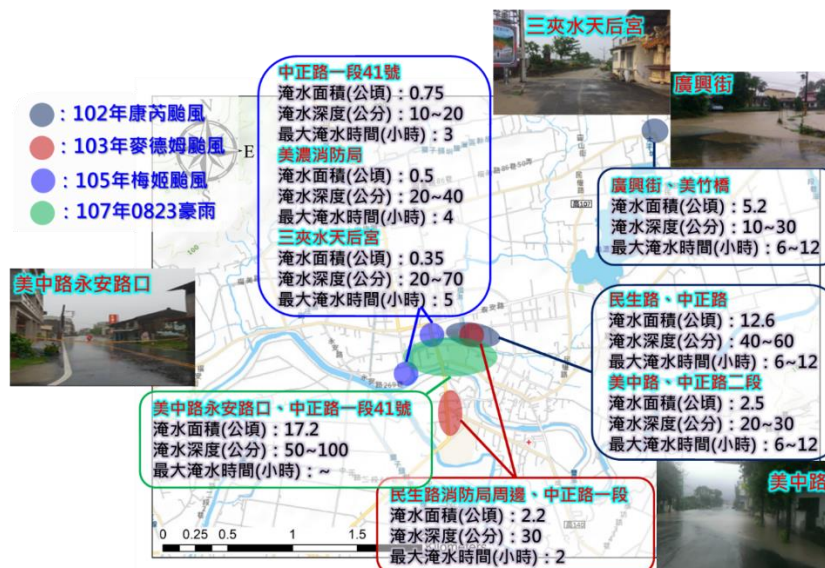 三夾水天后宮
廣興街
：102年康芮颱風
：103年麥德姆颱風
：105年梅姬颱風
：107年0823豪雨
E
中正路一段41號
淹水面積(公頃)：0.75
淹水深度(公分)：10~20
最大淹水時間(小時)：3
美濃消防局
淹水面積(公頃)：0.5
淹水深度(公分)：20~40
最大淹水時間(小時)：4
三夾水天后宮
淹水面積(公頃)：0.35
淹水深度(公分)：20~70
最大淹水時間(小時)：5
廣興街、美竹橋
淹水面積(公頃)：5.2
淹水深度(公分)：10~30
最大淹水時間(小時)：6~12
美中路永安路口
民生路、中正路
淹水面積(公頃)：12.6
淹水深度(公分)：40~60
最大淹水時間(小時)：6~12
美中路、中正路二段
淹水面積(公頃)：2.5
淹水深度(公分)：20~30
最大淹水時間(小時)：6~12
美中路永安路口、中正路一段41號
淹水面積(公頃)：17.2
淹水深度(公分)：50~100
最大淹水時間(小時)：~
民生路消防局周邊、中正路一段
淹水面積(公頃)：2.2
淹水深度(公分)：30
最大淹水時間(小時)：2
美中路
0 0.25 0.5 1 1.5